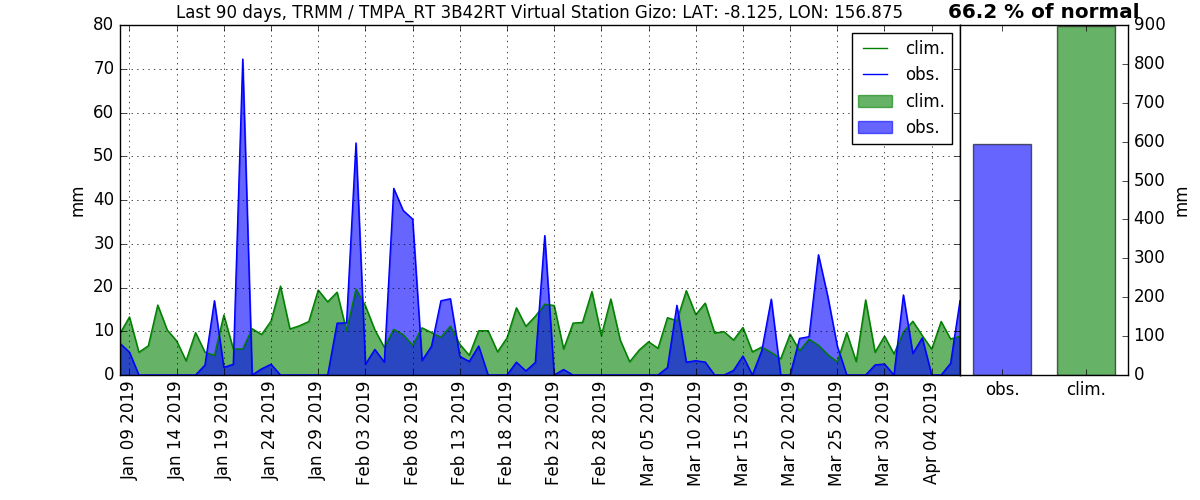 Last 90 days, TRMM / TMPA_RT 3B42RT Virtual Station Gizo: LAT: -8.125, LON: 156.875
66.2 % of normal
80
70
60
50
40
30
20
10
0
mm
clim.
obs.
clim.
obs.
900
800
700
600
500
400
300
200
100
0
mm
obs.
clim.
Jan 09 2019
Jan 14 2019
Jan 19 2019
Jan 24 2019
Jan 29 2019
Feb 03 2019
Feb 08 2019
Feb 13 2019
Feb 18 2019
Feb 23 2019
Feb 28 2019
Mar 05 2019
Mar 10 2019
Mar 15 2019
Mar 20 2019
Mar 25 2019
Mar 30 2019
Apr 04 2019